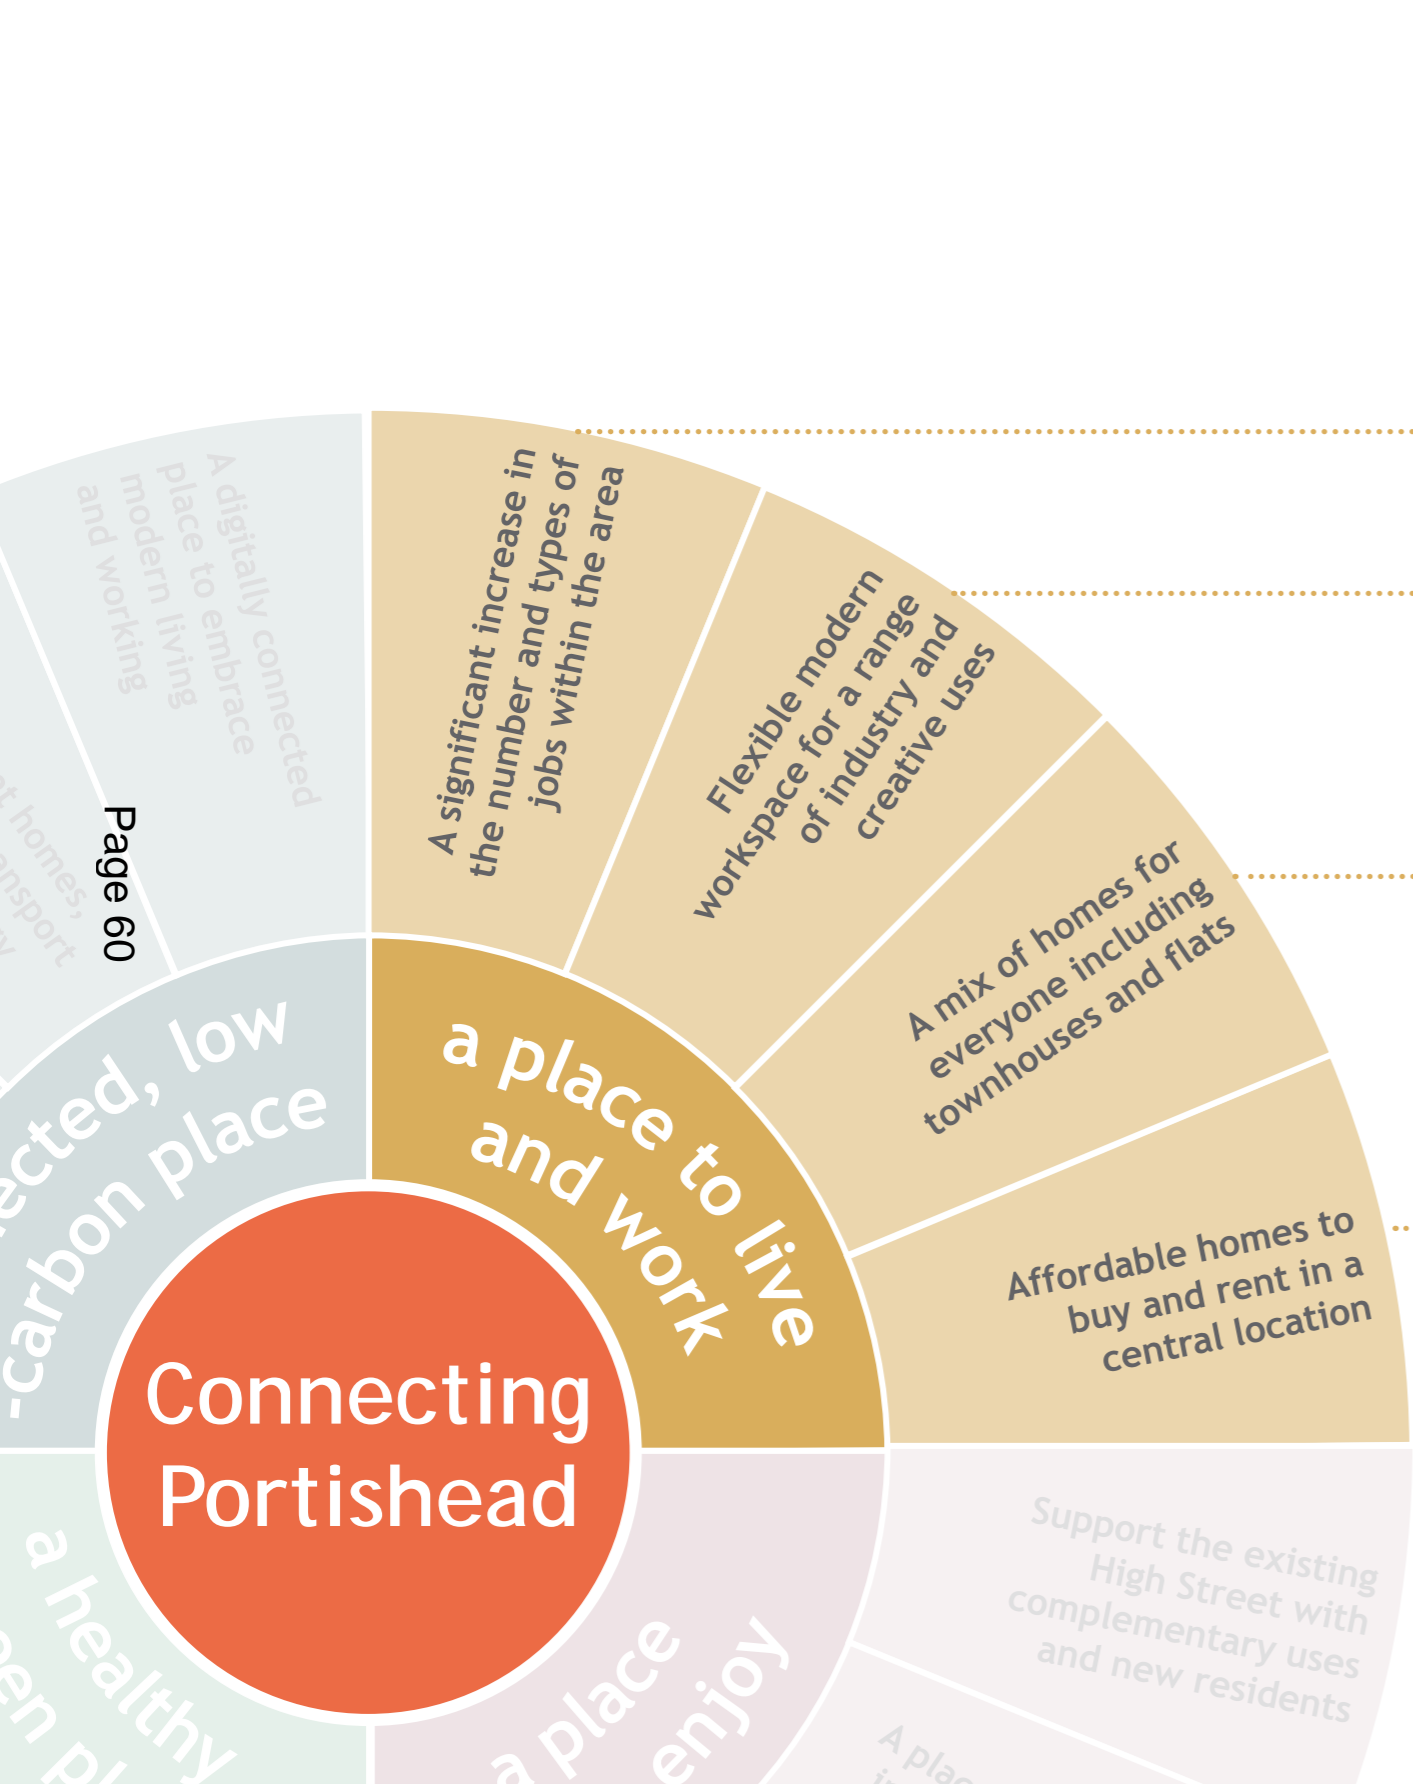 A significant increase in
the number and types of
jobs within the area
Flexible modern
workspace for a range
of industry and
creative uses
A mix of homes for
everyone including
townhouses and flats
Affordable homes to
buy and rent in a
central location
a place to live
and work
Connecting
Portishead
A digitally connected
place to embrace
modern living
and working
homes,
Page 60
low
-carbon place
Support the existing
High Street with
complementary uses
and new residents
a place
enjoy
a healthy